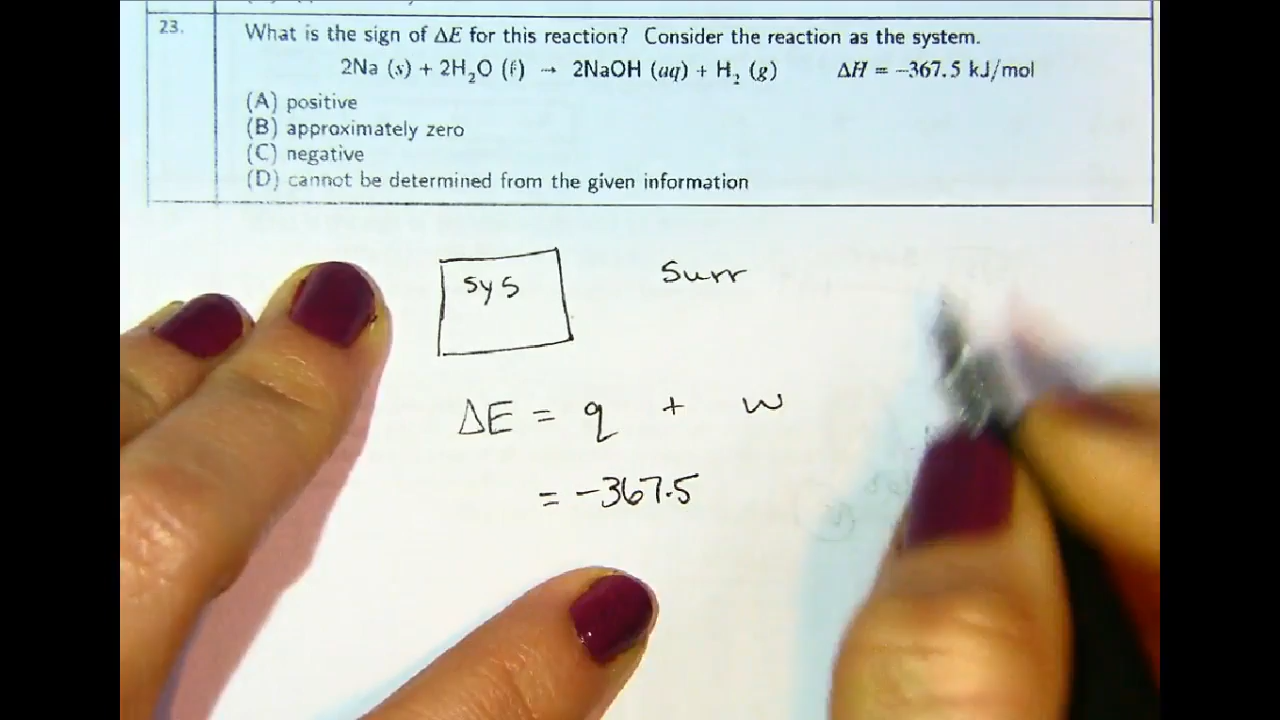 23.
What is the sign of ΔE for this reaction? Consider the reaction as the system.
2Na (s) + 2H₂O (ℓ) → 2NaOH (aq) + H₂ (g) ΔH = −367.5 kJ/mol
(A) positive
(B) approximately zero
(C) negative
(D) cannot be determined from the given information
sys surr
ΔE = q + w
= −367.5